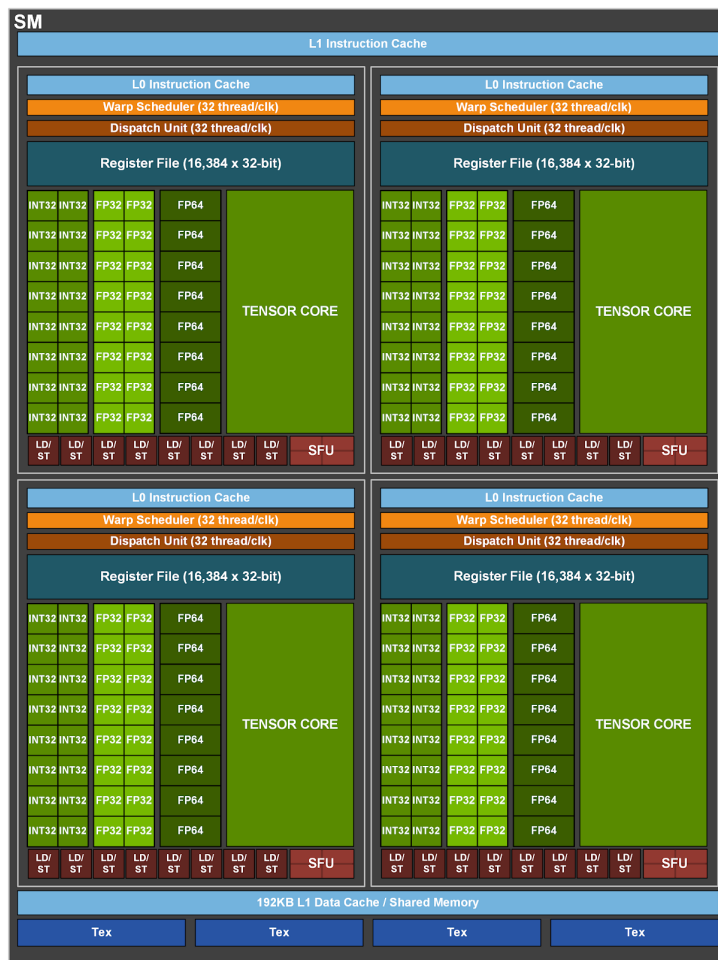 SM
L1 Instruction Cache
L0 Instruction Cache L0 Instruction Cache
Warp Scheduler (32 thread/clk) Warp Scheduler (32 thread/clk)
Dispatch Unit (32 thread/clk) Dispatch Unit (32 thread/clk)
Register File (16,384 x 32-bit) Register File (16,384 x 32-bit)
INT32 INT32 FP32 FP32 FP64 INT32 INT32 FP32 FP32 FP64
INT32 INT32 FP32 FP32 FP64 INT32 INT32 FP32 FP32 FP64
INT32 INT32 FP32 FP32 FP64 INT32 INT32 FP32 FP32 FP64
INT32 INT32 FP32 FP32 FP64 TENSOR CORE INT32 INT32 FP32 FP32 FP64 TENSOR CORE
INT32 INT32 FP32 FP32 FP64 INT32 INT32 FP32 FP32 FP64
INT32 INT32 FP32 FP32 FP64 INT32 INT32 FP32 FP32 FP64
INT32 INT32 FP32 FP32 FP64 INT32 INT32 FP32 FP32 FP64
INT32 INT32 FP32 FP32 FP64 INT32 INT32 FP32 FP32 FP64
LD/ LD/ LD/ LD/ LD/ LD/ LD/ LD/ SFU LD/ LD/ LD/ LD/ LD/ LD/ LD/ LD/ SFU
ST ST ST ST ST ST ST ST ST ST ST ST ST ST ST ST
L0 Instruction Cache L0 Instruction Cache
Warp Scheduler (32 thread/clk) Warp Scheduler (32 thread/clk)
Dispatch Unit (32 thread/clk) Dispatch Unit (32 thread/clk)
Register File (16,384 x 32-bit) Register File (16,384 x 32-bit)
INT32 INT32 FP32 FP32 FP64 INT32 INT32 FP32 FP32 FP64
INT32 INT32 FP32 FP32 FP64 INT32 INT32 FP32 FP32 FP64
INT32 INT32 FP32 FP32 FP64 INT32 INT32 FP32 FP32 FP64
INT32 INT32 FP32 FP32 FP64 TENSOR CORE INT32 INT32 FP32 FP32 FP64 TENSOR CORE
INT32 INT32 FP32 FP32 FP64 INT32 INT32 FP32 FP32 FP64
INT32 INT32 FP32 FP32 FP64 INT32 INT32 FP32 FP32 FP64
INT32 INT32 FP32 FP32 FP64 INT32 INT32 FP32 FP32 FP64
INT32 INT32 FP32 FP32 FP64 INT32 INT32 FP32 FP32 FP64
LD/ LD/ LD/ LD/ LD/ LD/ LD/ LD/ SFU LD/ LD/ LD/ LD/ LD/ LD/ LD/ LD/ SFU
ST ST ST ST ST ST ST ST ST ST ST ST ST ST ST ST
192KB L1 Data Cache / Shared Memory
Tex Tex Tex Tex